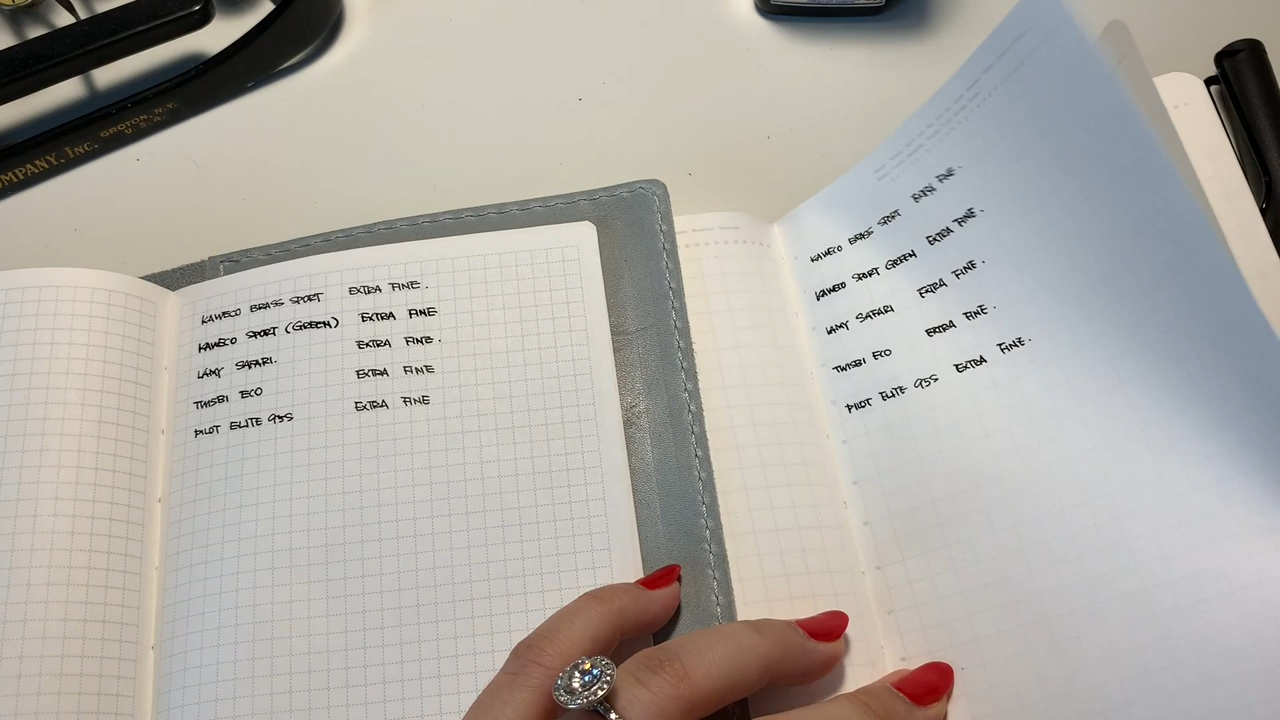 COMPANY, INC. GROTON, N.Y.
U.S.A.
KAWECO BRASS SPORT EXTRA FINE.
KAWECO SPORT (GREEN) EXTRA FINE
LAMY SAFARI. EXTRA FINE.
TWSBI ECO EXTRA FINE
PILOT ELITE 95S EXTRA FINE
KAWECO BRASS SPORT EXTRA FINE.
KAWECO SPORT GREEN EXTRA FINE.
LAMY SAFARI EXTRA FINE.
TWSBI ECO EXTRA FINE.
PILOT ELITE 95S EXTRA FINE.